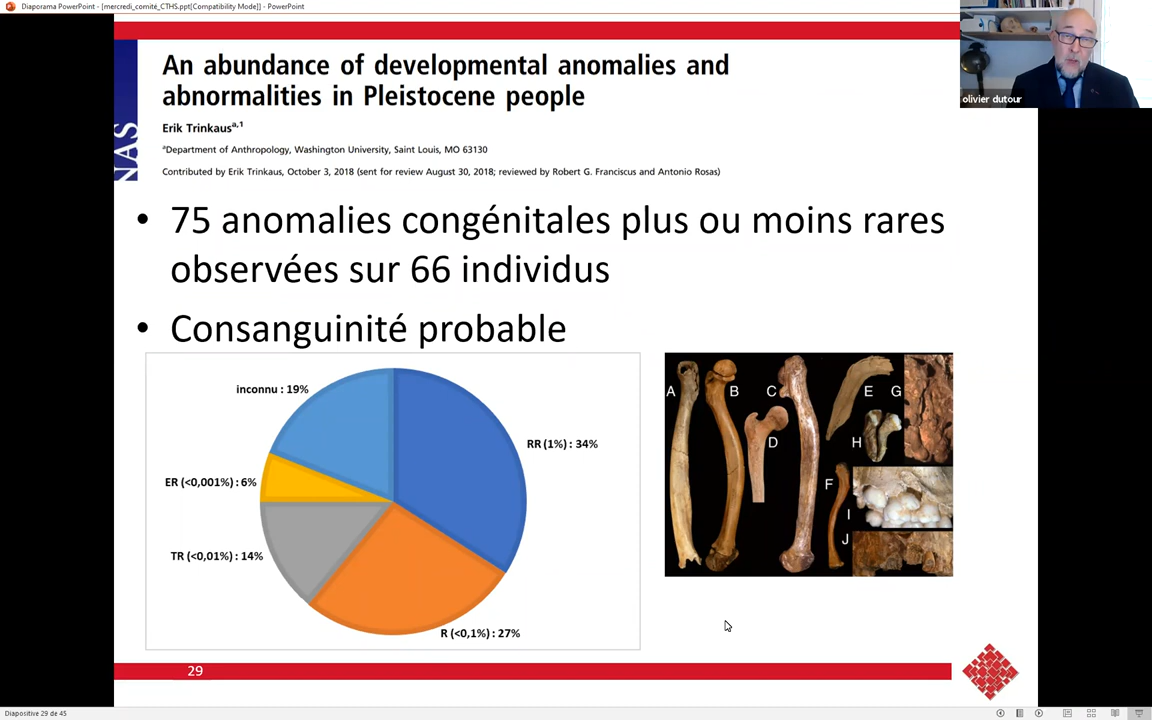 Diaporama PowerPoint - [mercredi_comité_CTHS.ppt[Compatibility Mode]] - PowerPoint
olivier dutour
NAS
An abundance of developmental anomalies and
abnormalities in Pleistocene people
Erik Trinkausa,1
aDepartment of Anthropology, Washington University, Saint Louis, MO 63130
Contributed by Erik Trinkaus, October 3, 2018 (sent for review August 30, 2018; reviewed by Robert G. Franciscus and Antonio Rosas)
• 75 anomalies congénitales plus ou moins rares
observées sur 66 individus
• Consanguinité probable
inconnu : 19%
RR (1%) : 34%
ER (<0,001%) : 6%
TR (<0,01%) : 14%
R (<0,1%) : 27%
A B C E G
D H
F
I
J
29
Diapositive 29 de 45